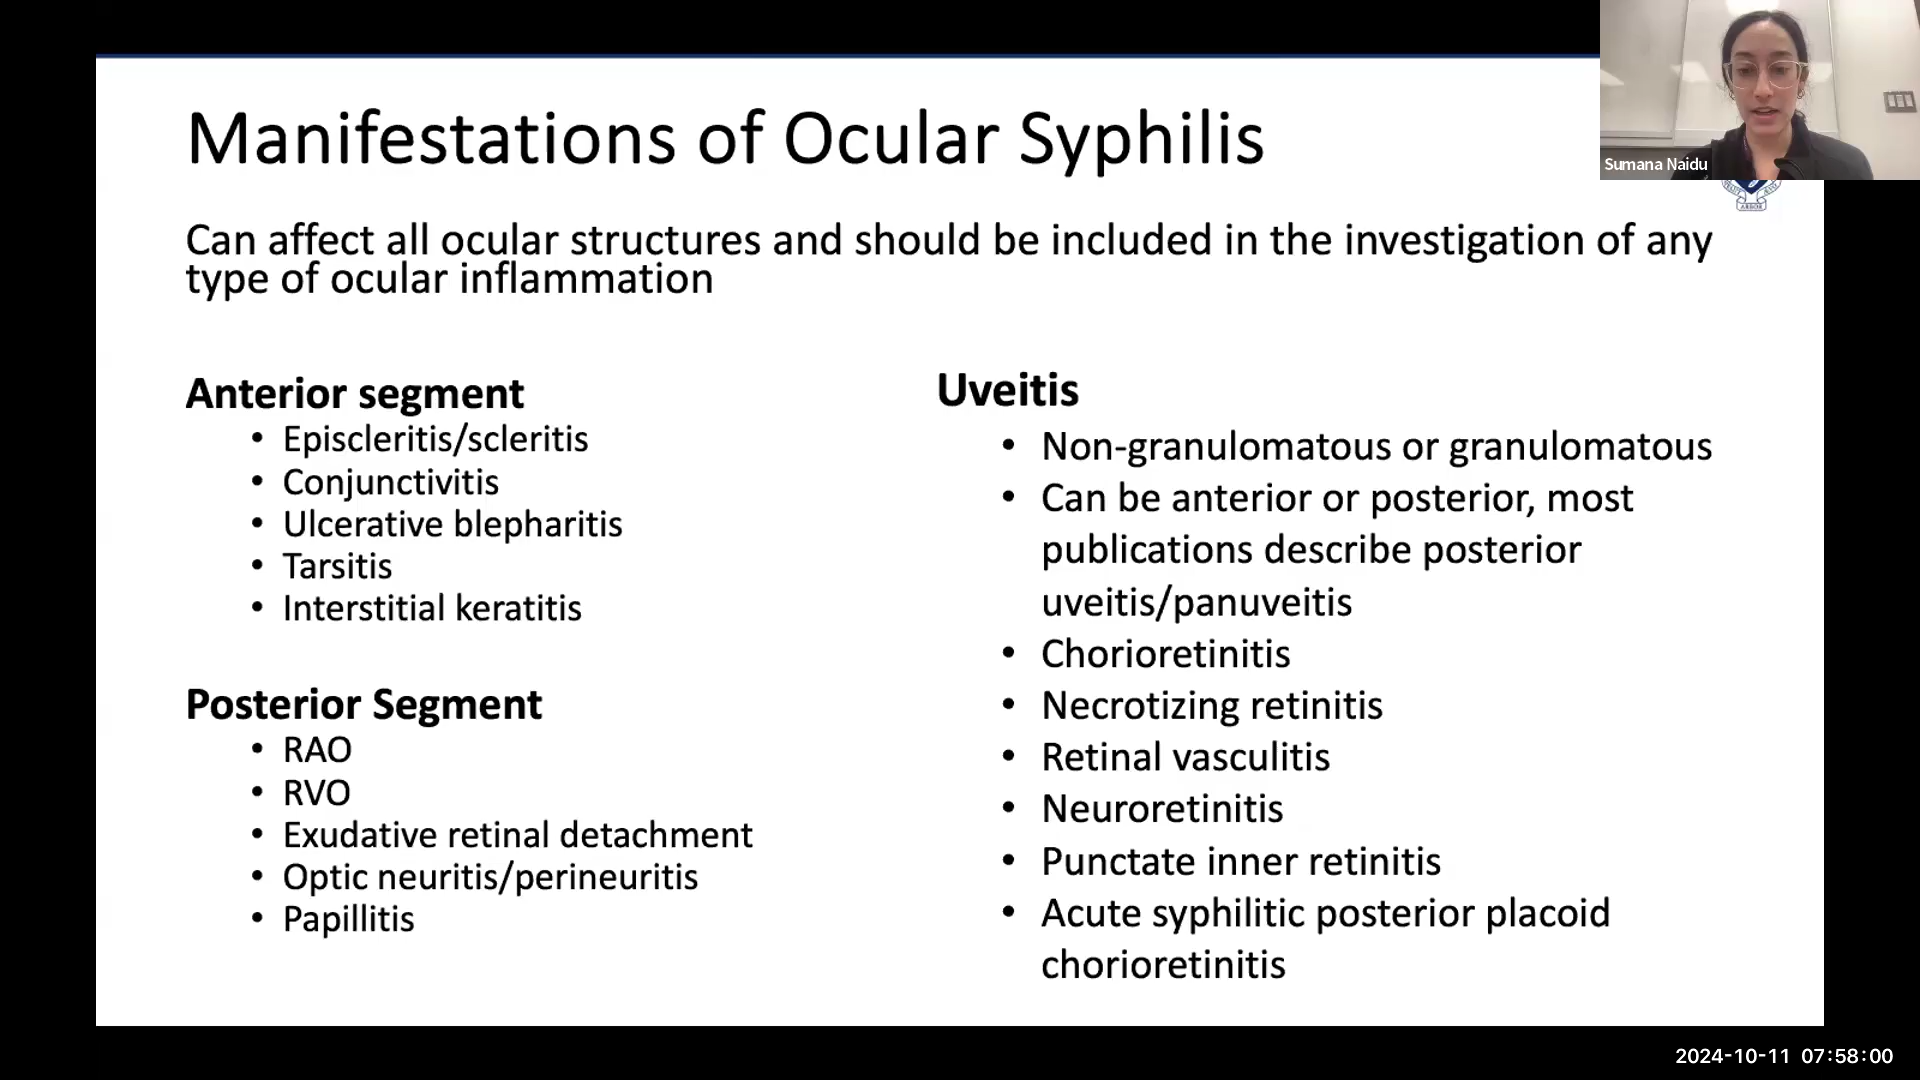 Manifestations of Ocular Syphilis
Sumana Naidu
ARBOR
Can affect all ocular structures and should be included in the investigation of any
type of ocular inflammation
Anterior segment
• Episcleritis/scleritis
• Conjunctivitis
• Ulcerative blepharitis
• Tarsitis
• Interstitial keratitis
Posterior Segment
• RAO
• RVO
• Exudative retinal detachment
• Optic neuritis/perineuritis
• Papillitis
Uveitis
• Non-granulomatous or granulomatous
• Can be anterior or posterior, most
publications describe posterior
uveitis/panuveitis
• Chorioretinitis
• Necrotizing retinitis
• Retinal vasculitis
• Neuroretinitis
• Punctate inner retinitis
• Acute syphilitic posterior placoid
chorioretinitis
2024-10-11 07:58:00